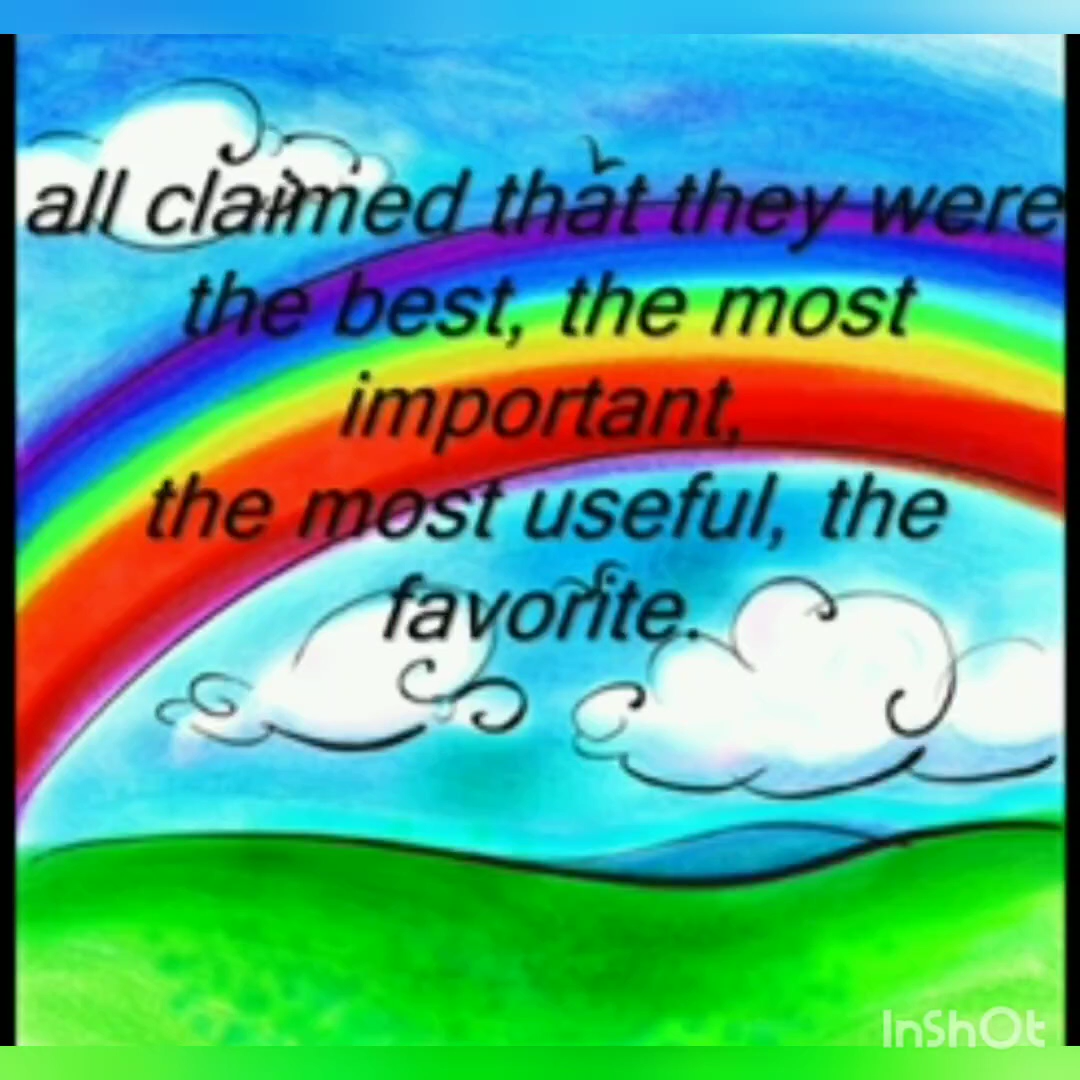 all claimed that they were
the best, the most
important,
the most useful, the
favorite.
InShOt